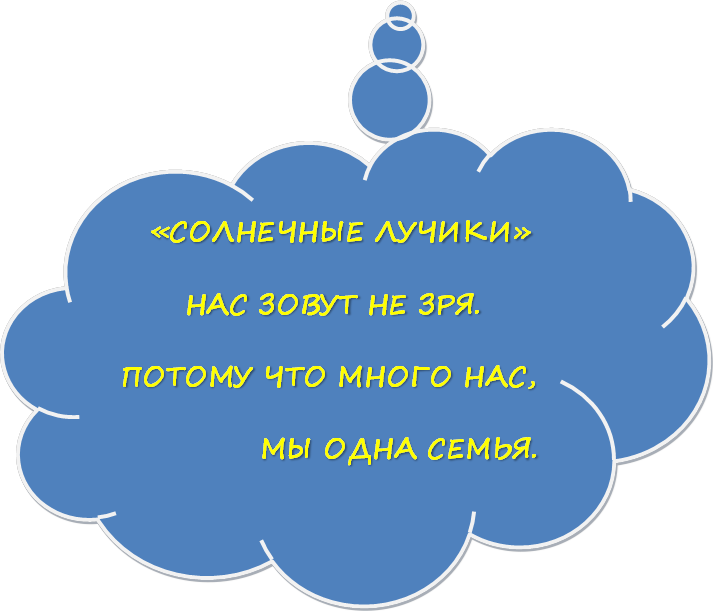 «СОЛНЕЧНЫЕ ЛУЧИКИ»
НАС ЗОВУТ НЕ ЗРЯ.
ПОТОМУ ЧТО МНОГО НАС,
МЫ ОДНА СЕМЬЯ.